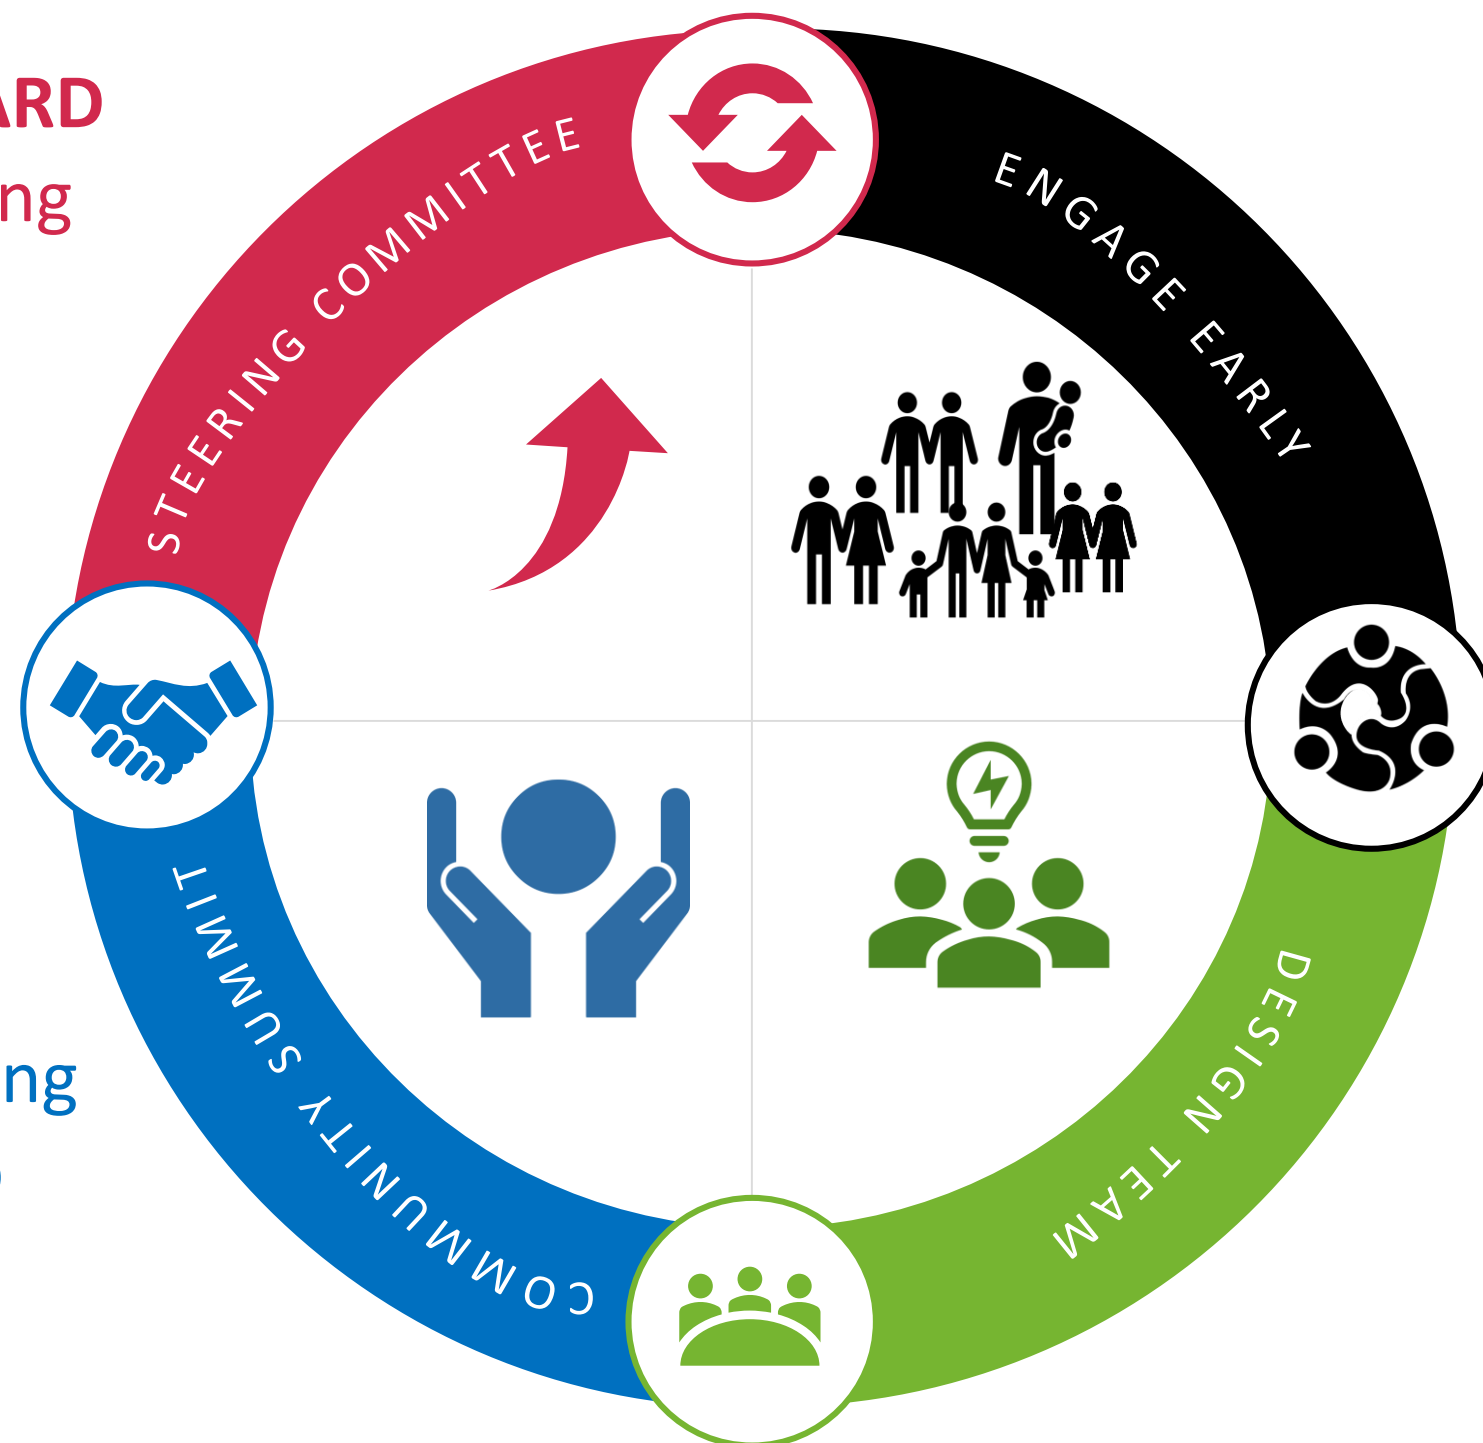 ARD
ng
STEERING COMMITTEE
ENGAGE EARLY
DESIGN TEAM
COMMUNITY SUMMIT
ng